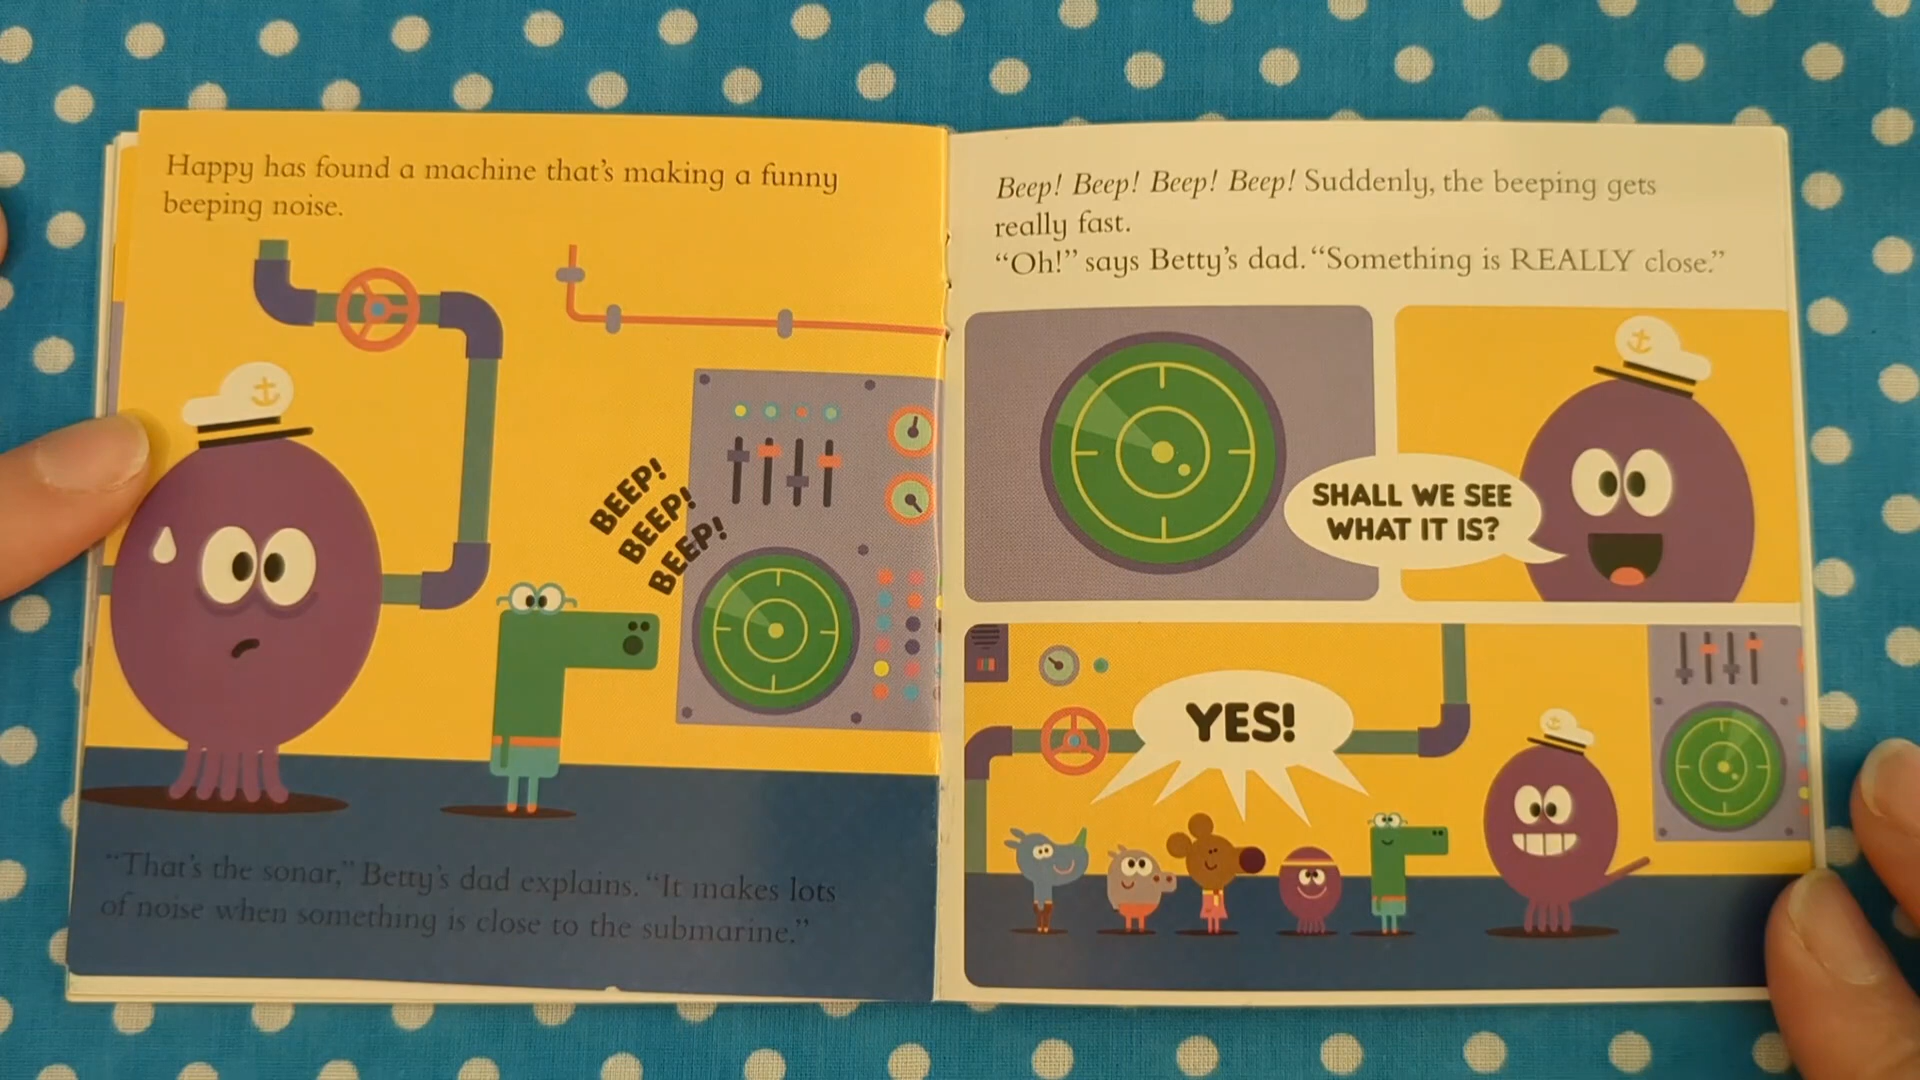 Happy has found a machine that's making a funny
beeping noise.
BEEP!
BEEP!
BEEP!
"That's the sonar," Betty's dad explains. "It makes lots
of noise when something is close to the submarine."
Beep! Beep! Beep! Beep! Suddenly, the beeping gets
really fast.
"Oh!" says Betty's dad. "Something is REALLY close."
SHALL WE SEE
WHAT IT IS?
YES!